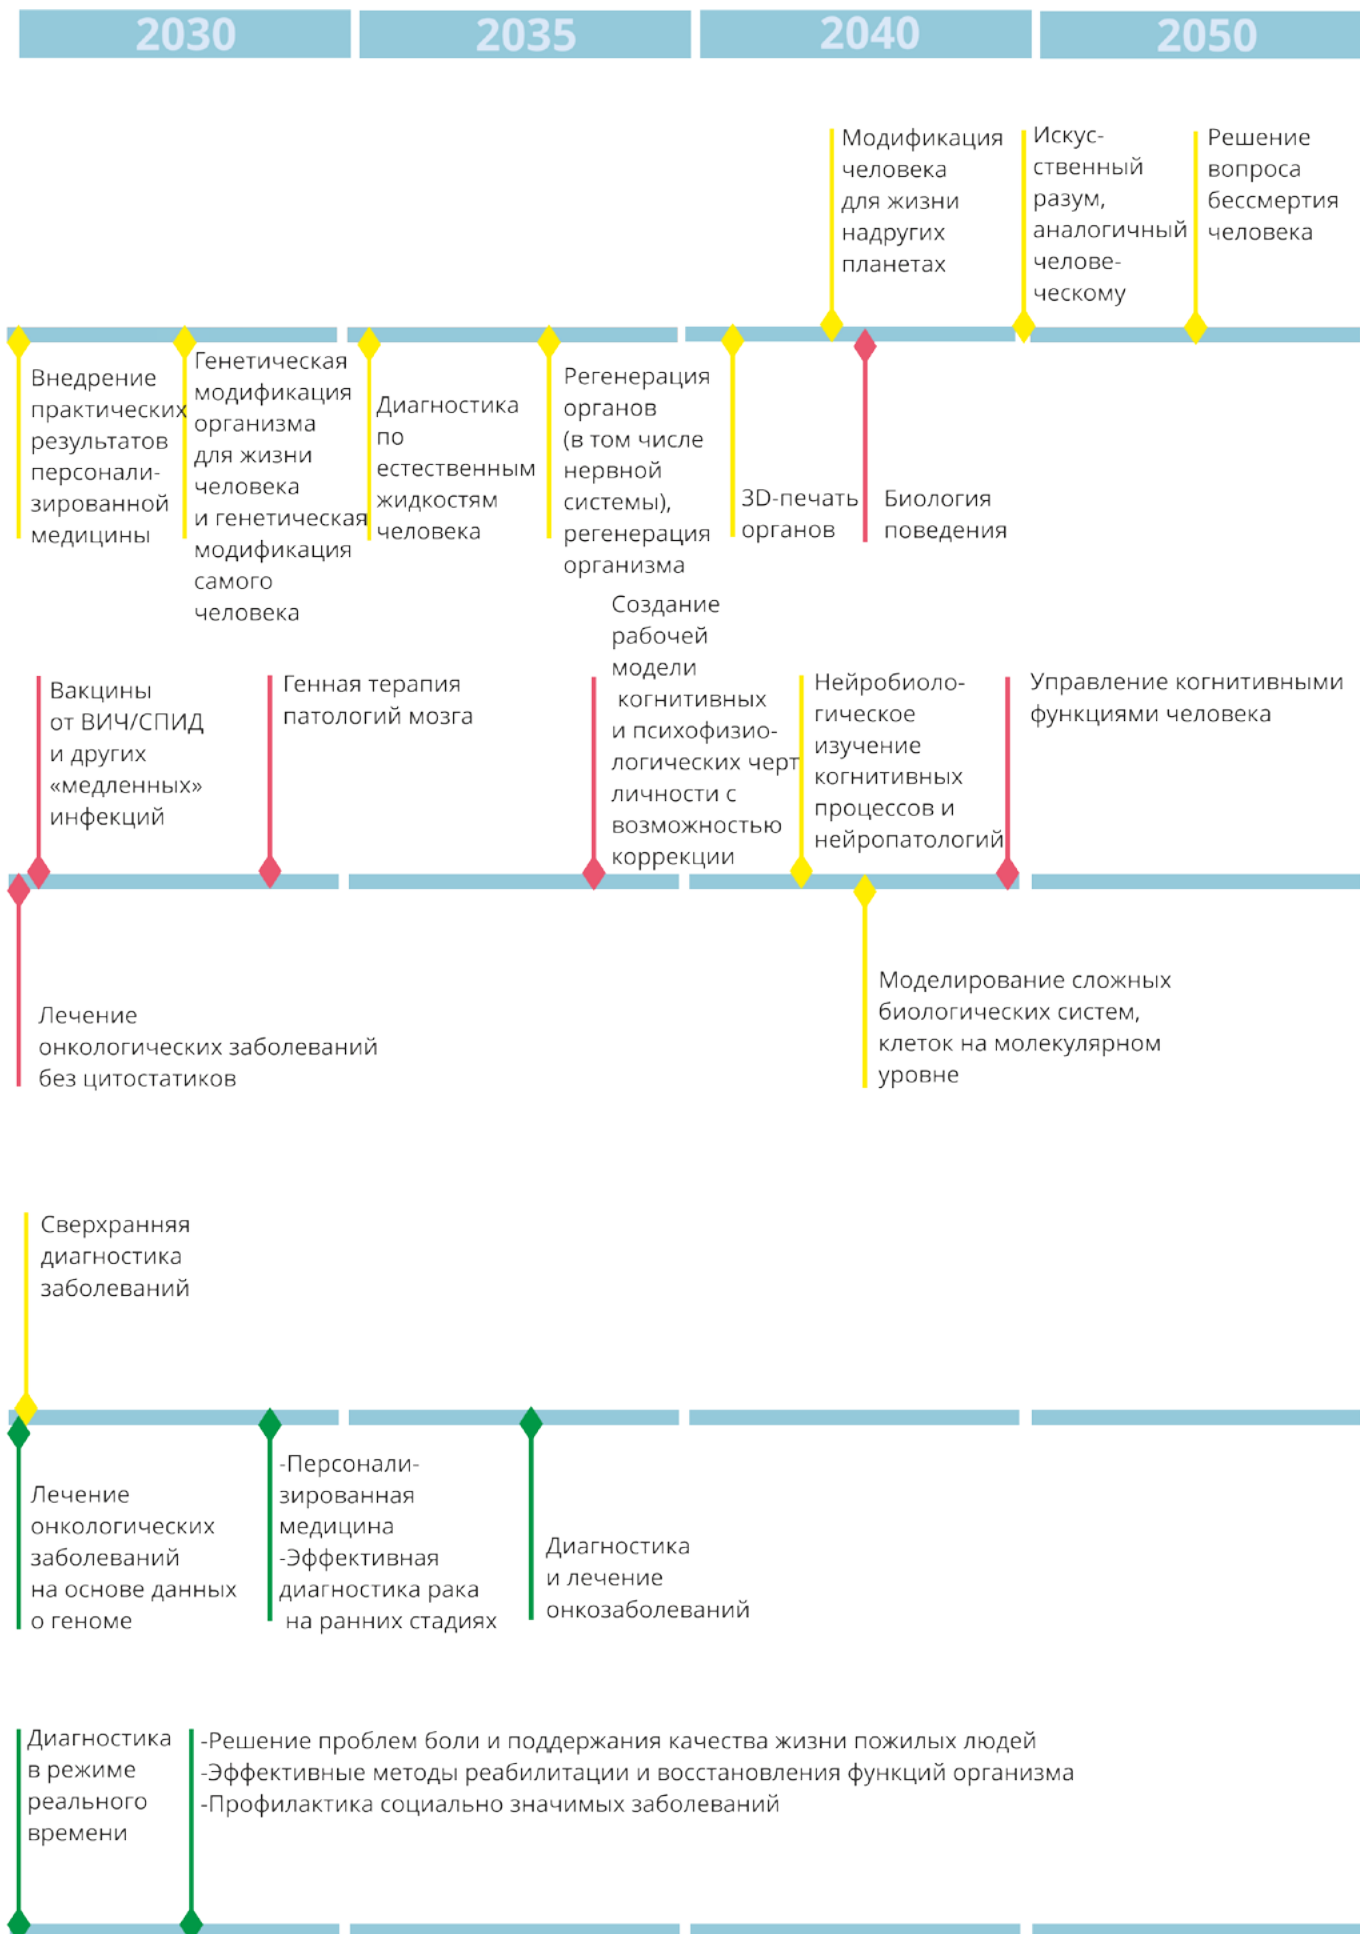 2030
2035
2040
2050
Модификация
человека
для жизни
надругих
планетах
Искус-
ственный
разум,
аналогичный
челове-
ческому
Решение
вопроса
бессмертия
человека
Внедрение
практических
результатов
персонали-
зированной
медицины
Генетическая
модификация
организма
для жизни
человека
и генетическая
модификация
самого
человека
Диагностика
по
естественным
жидкостям
человека
Регенерация
органов
(в том числе
нервной
системы),
регенерация
организма
3D-печать
органов
Биология
поведения
Вакцины
от ВИЧ/СПИД
и других
«медленных»
инфекций
Генная терапия
патологий мозга
Создание
рабочей
модели
когнитивных
и психофизио-
логических черт
личности с
возможностью
коррекции
Нейробиоло-
гическое
изучение
когнитивных
процессов и
нейропатологий
Управление когнитивными
функциями человека
Лечение
онкологических заболеваний
без цитостатиков
Моделирование сложных
биологических систем,
клеток на молекулярном
уровне
Сверхранняя
диагностика
заболеваний
Лечение
онкологических
заболеваний
на основе данных
о геноме
-Персонали-
зированная
медицина
-Эффективная
диагностика рака
на ранних стадиях
Диагностика
и лечение
онкозаболеваний
Диагностика
в режиме
реального
времени
-Решение проблем боли и поддержания качества жизни пожилых людей
-Эффективные методы реабилитации и восстановления функций организма
-Профилактика социально значимых заболеваний